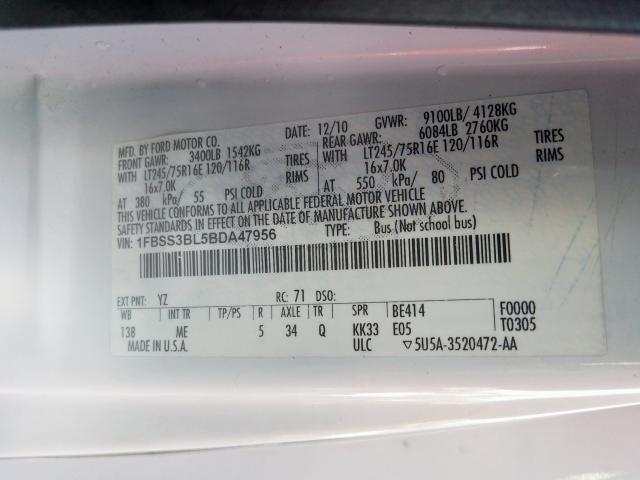 MFD. BY FORD MOTOR CO.
DATE: 12/10 GVWR: 9100LB/ 4128KG
FRONT GAWR: 3400LB 1542KG REAR GAWR: 6084LB 2760KG
WITH LT245/75R16E 120/116R TIRES WITH LT245/75R16E 120/116R TIRES
16x7.0K RIMS 16x7.0K RIMS
AT 380 kPa/ 55 PSI COLD AT 550 kPa/ 80 PSI COLD
THIS VEHICLE CONFORMS TO ALL APPLICABLE FEDERAL MOTOR VEHICLE
SAFETY STANDARDS IN EFFECT ON THE DATE OF MANUFACTURE SHOWN ABOVE.
VIN: 1FBSS3BL5BDA47956 TYPE: Bus (Not school bus)
EXT PNT: YZ RC: 71 DSO:
WB INT TR TP/PS R AXLE TR SPR BE414 F0000
138 ME 5 34 Q KK33 E05 T0305
MADE IN U.S.A. ULC ▽5U5A-3520472-AA